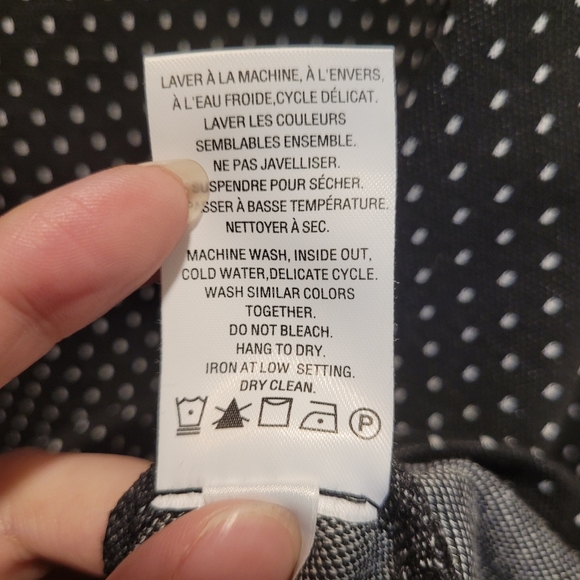 LAVER À LA MACHINE, À L'ENVERS,
À L'EAU FROIDE,CYCLE DÉLICAT.
LAVER LES COULEURS
SEMBLABLES ENSEMBLE.
NE PAS JAVELLISER.
SUSPENDRE POUR SÉCHER.
À BASSE TEMPÉRATURE.
NETTOYER À SEC.
MACHINE WASH, INSIDE OUT,
COLD WATER,DELICATE CYCLE.
WASH SIMILAR COLORS
TOGETHER.
DO NOT BLEACH.
HANG TO DRY.
IRON AT LOW SETTING.
DRY CLEAN.
P